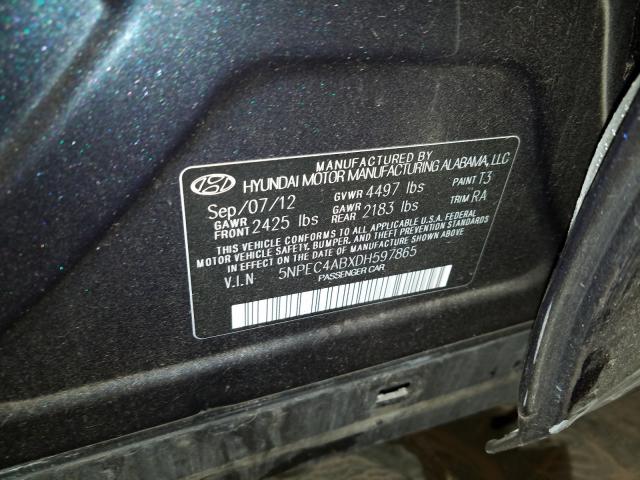 MANUFACTURED BY
HYUNDAI MOTOR MANUFACTURING ALABAMA, LLC
Sep/07/12 GVWR 4497 lbs PAINT T3
GAWR FRONT 2425 lbs GAWR REAR 2183 lbs TRIM RA
THIS VEHICLE CONFORMS TO ALL APPLICABLE U.S.A. FEDERAL
MOTOR VEHICLE SAFETY, BUMPER, AND THEFT PREVENTION STANDARDS
IN EFFECT ON THE DATE OF MANUFACTURE SHOWN ABOVE.
V.I.N 5NPEC4ABXDH597865
PASSENGER CAR